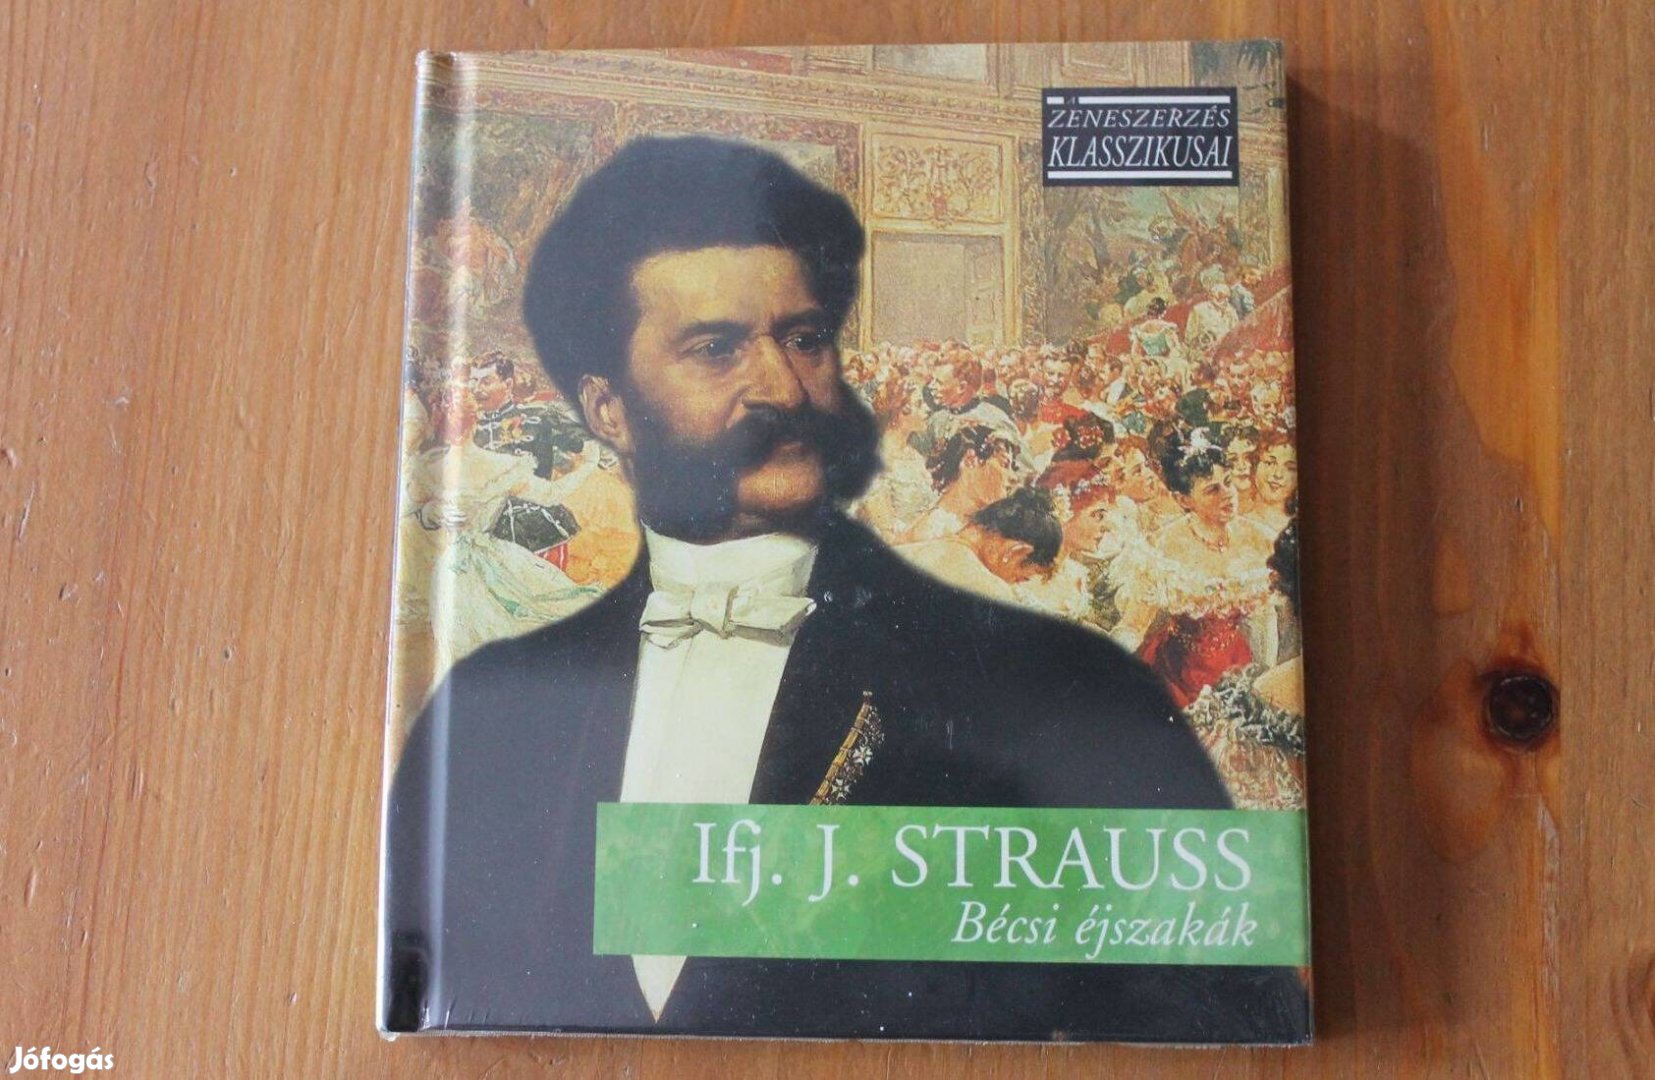 A
ZENESZERZÉS
KLASSZIKUSAI
Ifj. J. STRAUSS
Bécsi éjszakák
Jófogás